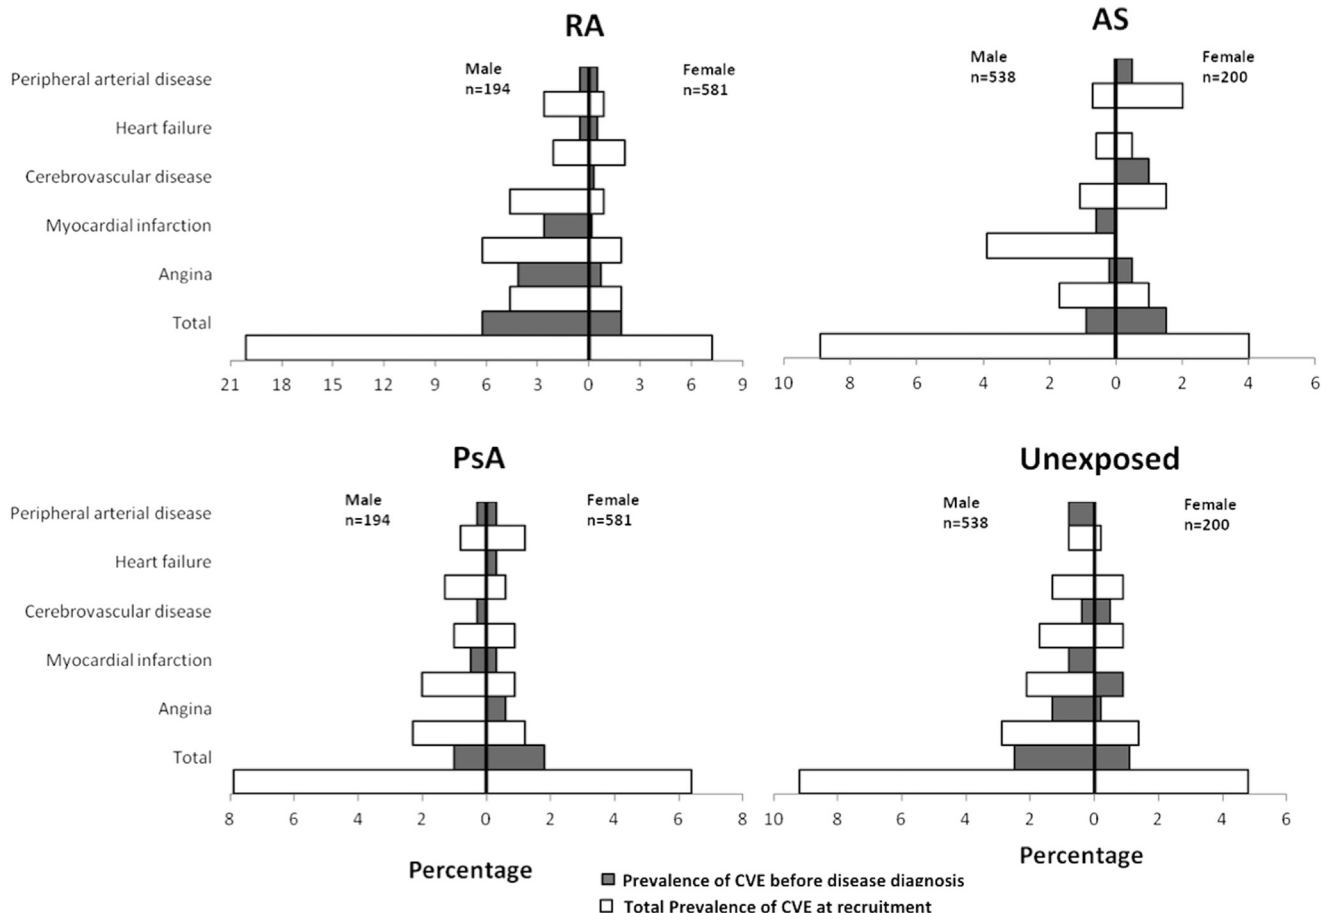 RA
Male
n=194
Female
n=581
Peripheral arterial disease
Heart failure
Cerebrovascular disease
Myocardial infarction
Angina
Total
21 18 15 12 9 6 3 0 3 6 9
AS
Male
n=538
Female
n=200
10 8 6 4 2 0 2 4 6
PsA
Male
n=194
Female
n=581
Peripheral arterial disease
Heart failure
Cerebrovascular disease
Myocardial infarction
Angina
Total
8 6 4 2 0 2 4 6 8
Percentage
Unexposed
Male
n=538
Female
n=200
10 8 6 4 2 0 2 4 6
Percentage
Prevalence of CVE before disease diagnosis
Total Prevalence of CVE at recruitment